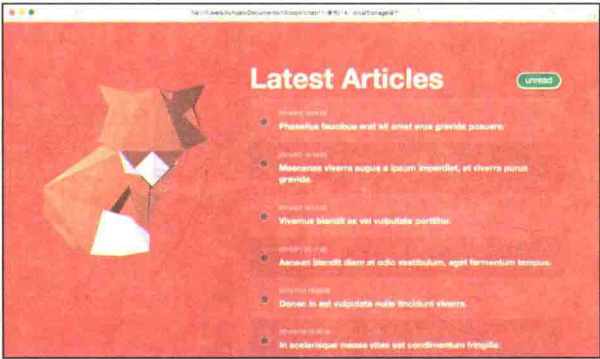 Latest Articles
unread
Phasellus faucibus erat sit amet eros gravida posuere.
Maecenas viverra augue a ipsum imperdiet, et viverra purus
gravida.
Vivamus blandit ex vel vulputate porttitor.
Aenean blandit diam at odio vestibulum, eget fermentum tempus.
Donec in est vulputate nulla tincidunt viverra.
In scelerisque massa vitae est condimentum fringilla.